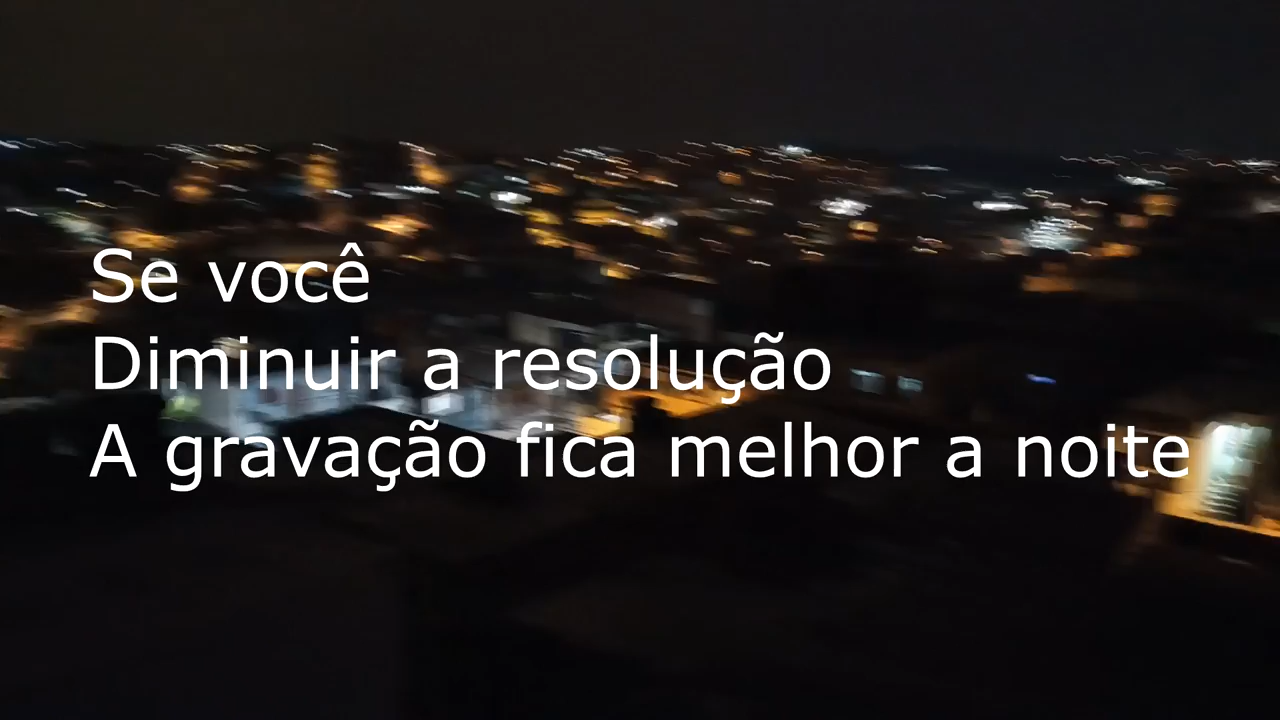 Se você
Diminuir a resolução
A gravação fica melhor a noite